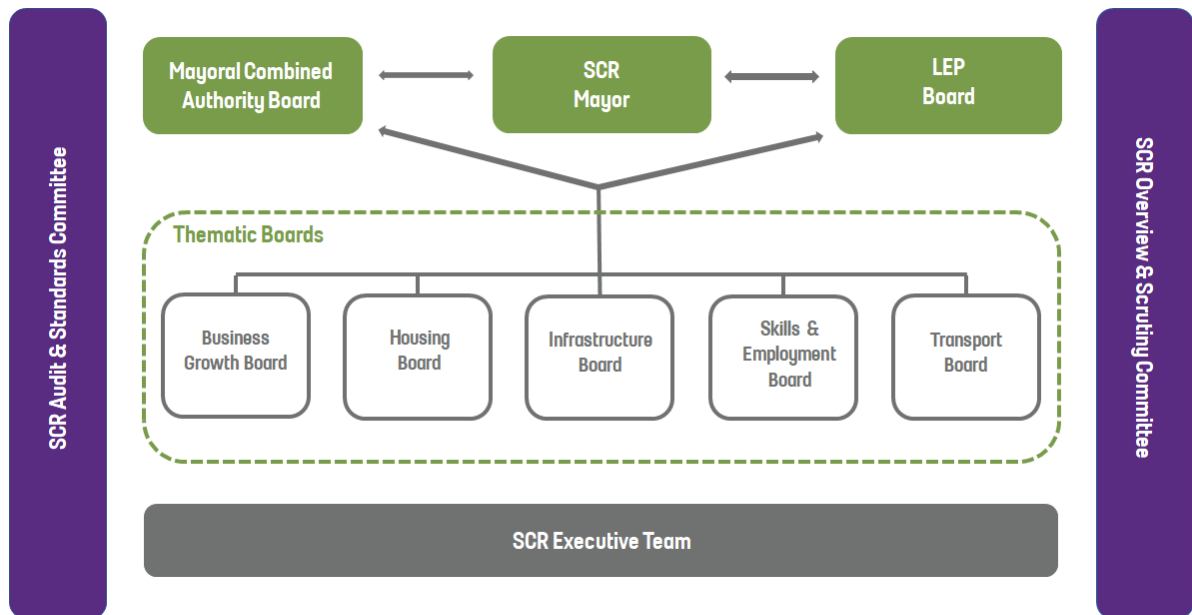 SCR Audit & Standards Committee
Mayoral Combined
Authority Board
SCR
Mayor
LEP
Board
Thematic Boards
Business
Growth Board
Housing
Board
Infrastructure
Board
Skills &
Employment
Board
Transport
Board
SCR Executive Team
SCR Overview & Scrutiny Committee